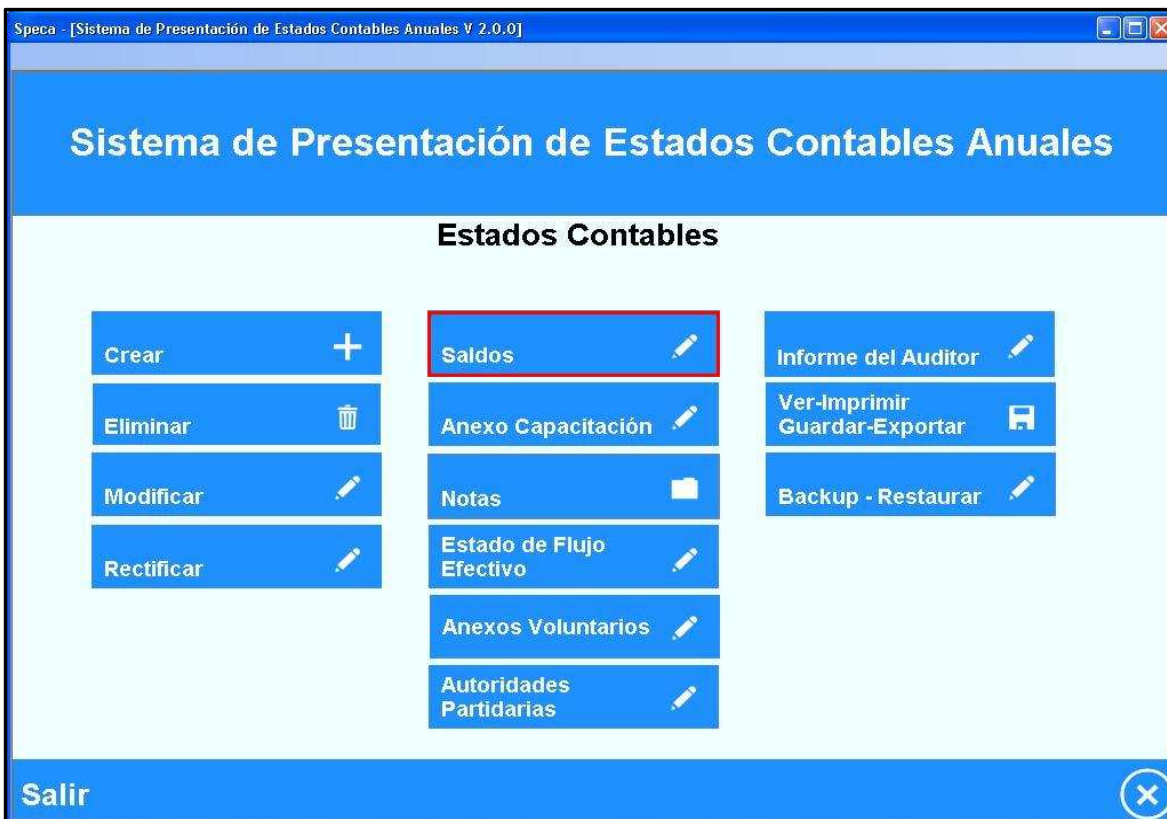 Speca - [Sistema de Presentación de Estados Contables Anuales V 2.0.0]
Sistema de Presentación de Estados Contables Anuales
Estados Contables
Crear
Eliminar
Modificar
Rectificar
Saldos
Anexo Capacitación
Notas
Estado de Flujo
Efectivo
Anexos Voluntarios
Autoridades
Partidarias
Informe del Auditor
Ver-Imprimir
Guardar-Exportar
Backup - Restaurar
Salir